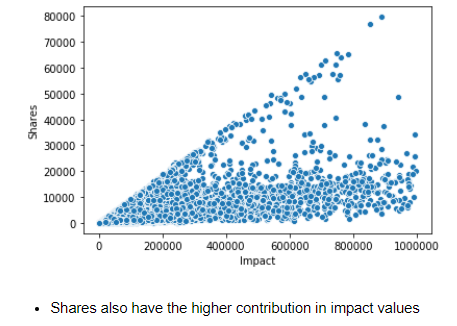 80000
70000
60000
50000
40000
30000
20000
10000
0
Shares
0 200000 400000 600000 800000 1000000
Impact
• Shares also have the higher contribution in impact values